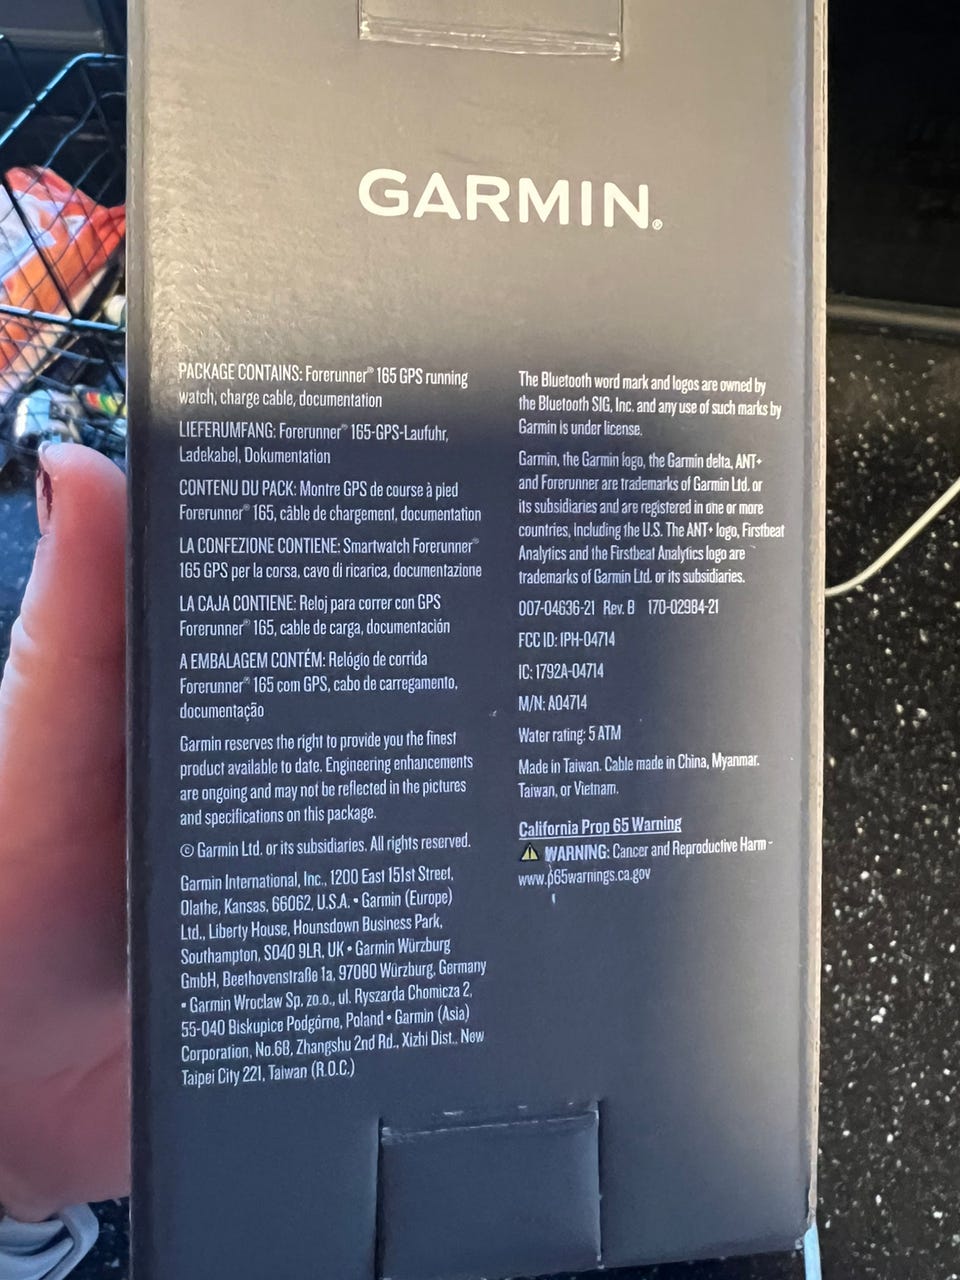 GARMIN®
PACKAGE CONTAINS: Forerunner® 165 GPS running
watch, charge cable, documentation
LIEFERUMFANG: Forerunner® 165-GPS-Laufuhr,
Ladekabel, Dokumentation
CONTENU DU PACK: Montre GPS de course à pied
Forerunner® 165, câble de chargement, documentation
LA CONFEZIONE CONTIENE: Smartwatch Forerunner®
165 GPS per la corsa, cavo di ricarica, documentazione
LA CAJA CONTIENE: Reloj para correr con GPS
Forerunner® 165, cable de carga, documentación
A EMBALAGEM CONTÉM: Relógio de corrida
Forerunner® 165 com GPS, cabo de carregamento,
documentação
Garmin reserves the right to provide you the finest
product available to date. Engineering enhancements
are ongoing and may not be reflected in the pictures
and specifications on this package.
© Garmin Ltd. or its subsidiaries. All rights reserved.
Garmin International, Inc., 1200 East 151st Street,
Olathe, Kansas, 66062, U.S.A. • Garmin (Europe)
Ltd., Liberty House, Hounsdown Business Park,
Southampton, SO40 9LR, UK • Garmin Würzburg
GmbH, Beethovenstraße 1a, 97080 Würzburg, Germany
• Garmin Wroclaw Sp. zo.o., ul. Ryszarda Chomicza 2,
55-040 Biskupice Podgórne, Poland • Garmin (Asia)
Corporation, No.68, Zhangshu 2nd Rd., Xizhi Dist., New
Taipei City 221, Taiwan (R.O.C.)
The Bluetooth word mark and logos are owned by
the Bluetooth SIG, Inc. and any use of such marks by
Garmin is under license.
Garmin, the Garmin logo, the Garmin delta, ANT+
and Forerunner are trademarks of Garmin Ltd. or
its subsidiaries and are registered in one or more
countries, including the U.S. The ANT+ logo, Firstbeat
Analytics and the Firstbeat Analytics logo are
trademarks of Garmin Ltd. or its subsidiaries.
007-04636-21 Rev. B 170-02984-21
FCC ID: IPH-04714
IC: 1792A-04714
M/N: A04714
Water rating: 5 ATM
Made in Taiwan. Cable made in China, Myanmar,
Taiwan, or Vietnam.
California Prop 65 Warning
WARNING: Cancer and Reproductive Harm -
www.p65warnings.ca.gov